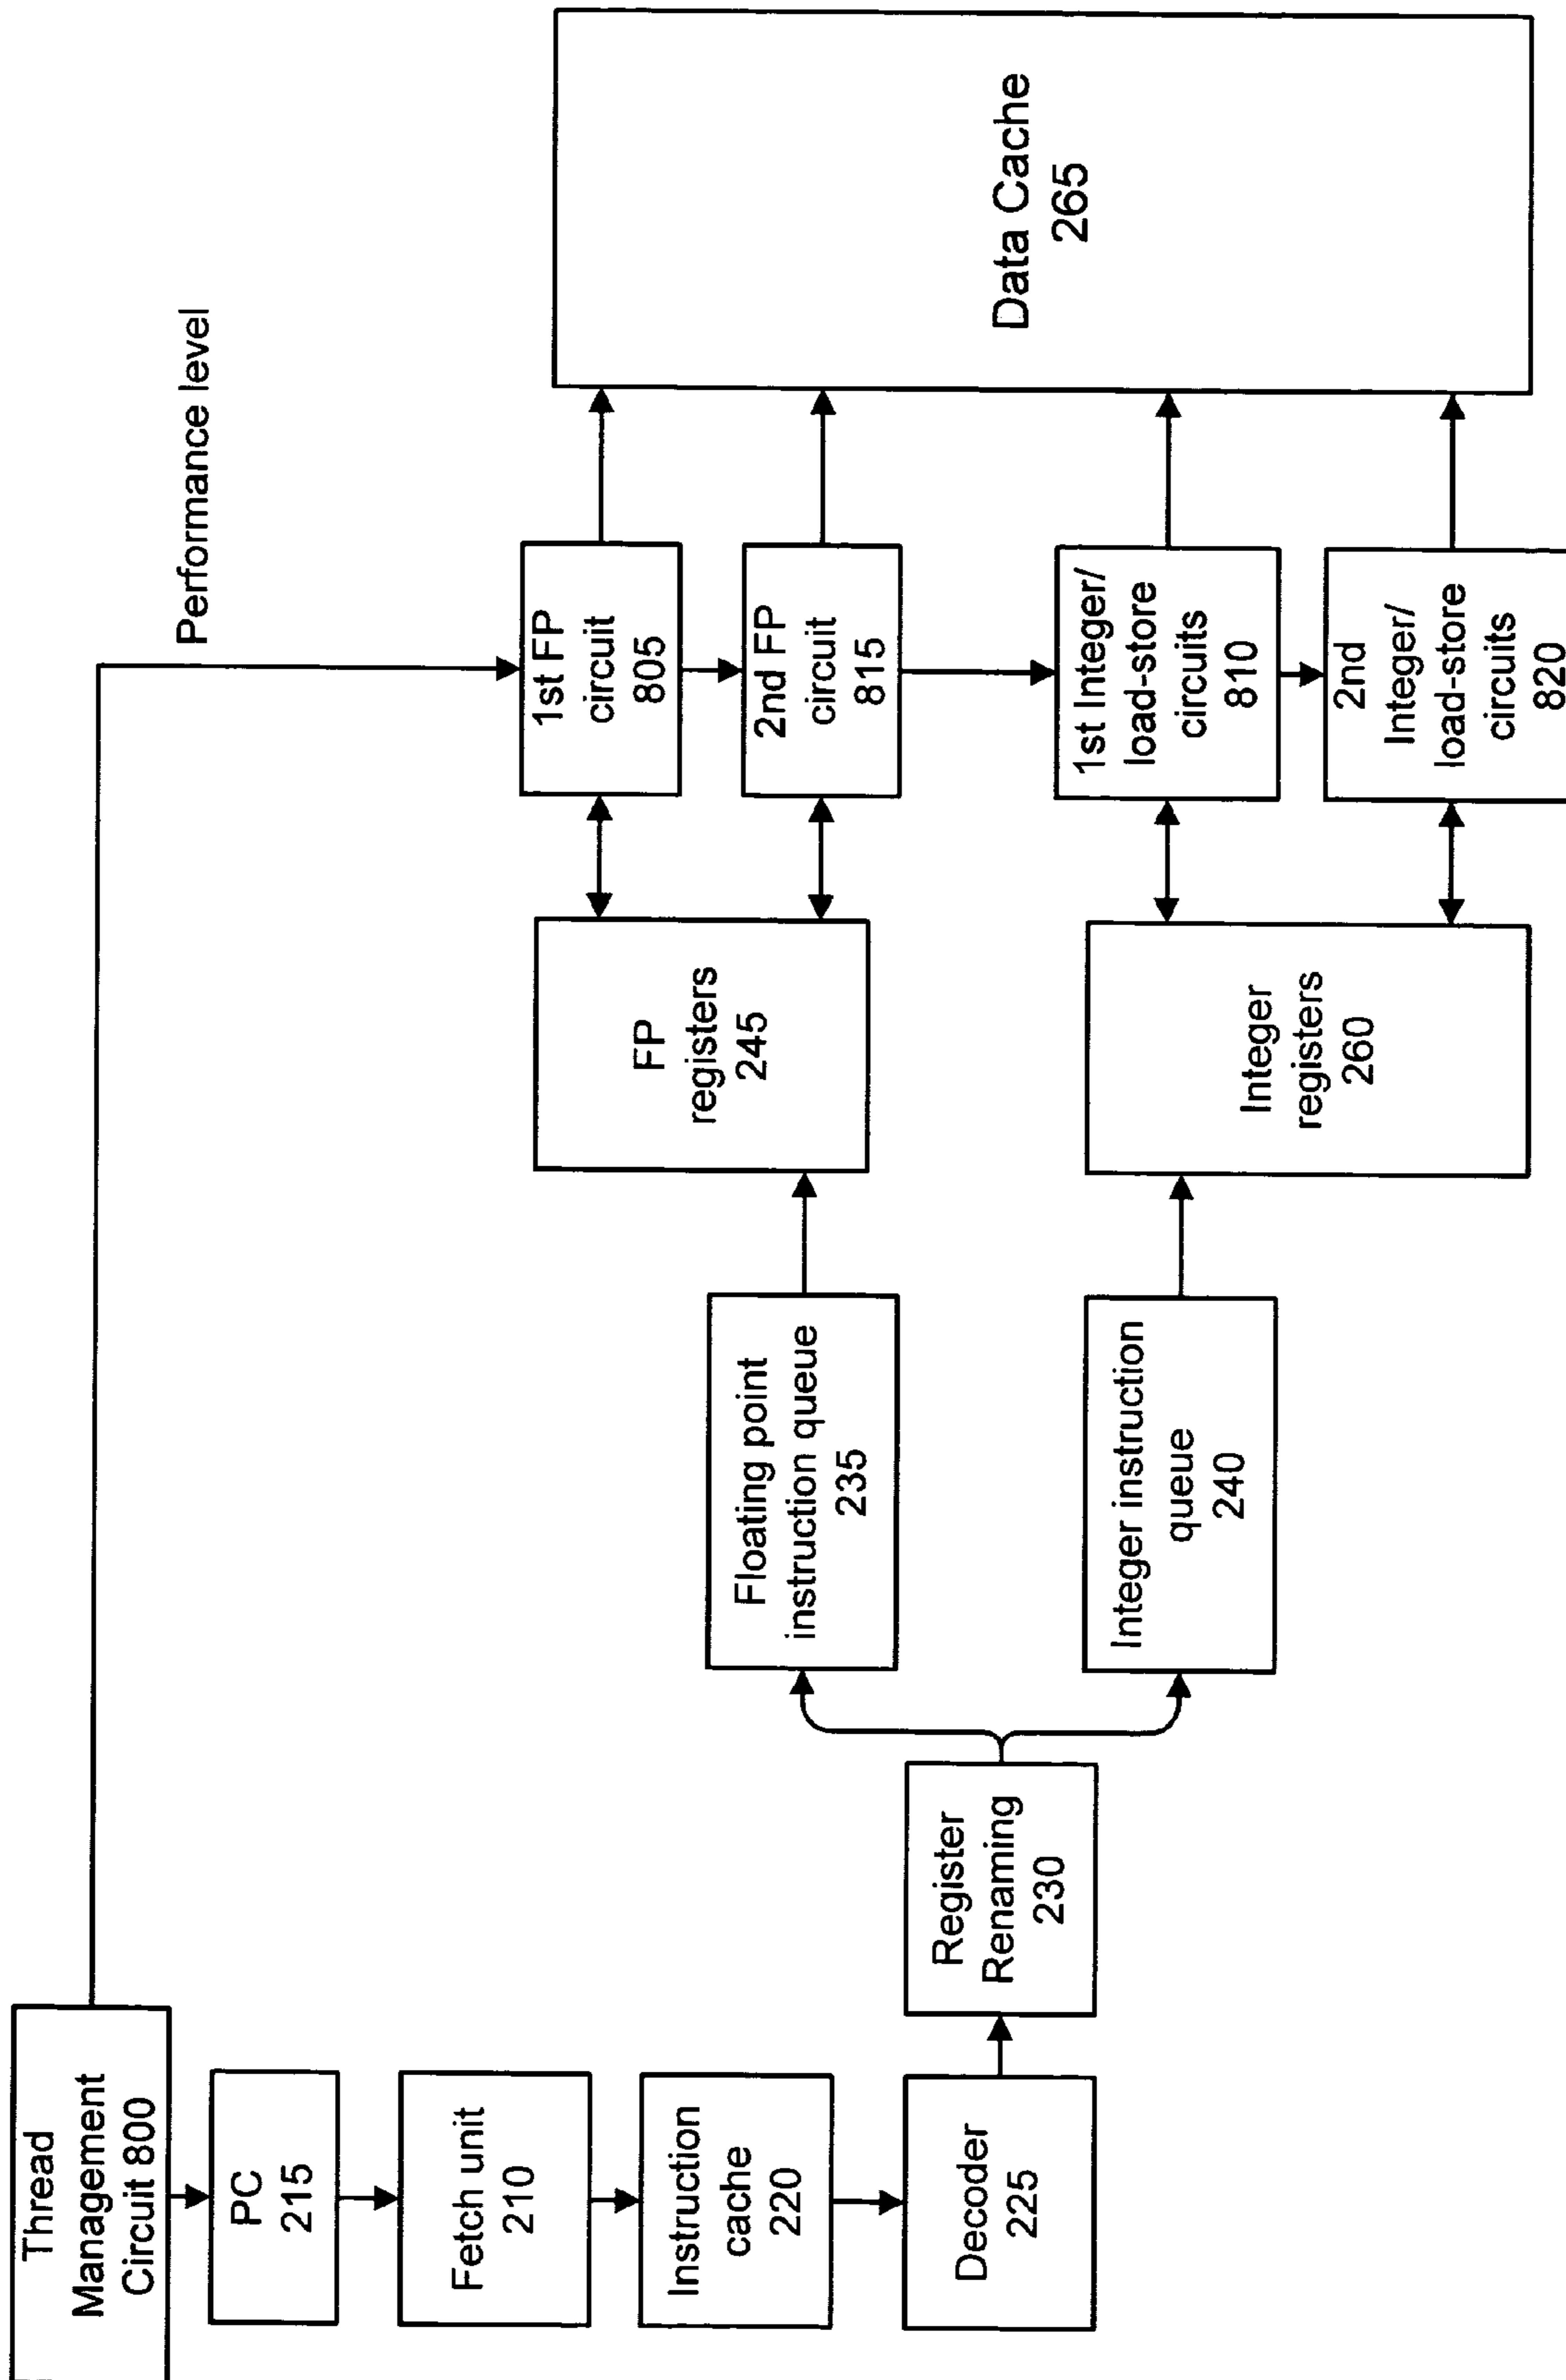 Thread
Management
Circuit 800
PC
215
Fetch unit
210
Instruction
cache
220
Decoder
225
Register
Renaming
230
Floating point
instruction queue
235
Integer instruction
queue
240
FP
registers
245
Integer
registers
260
Performance level
1st FP
circuit
805
2nd FP
circuit
815
1st Integer/
load-store
circuits
810
2nd
Integer/
load-store
circuits
820
Data Cache
265